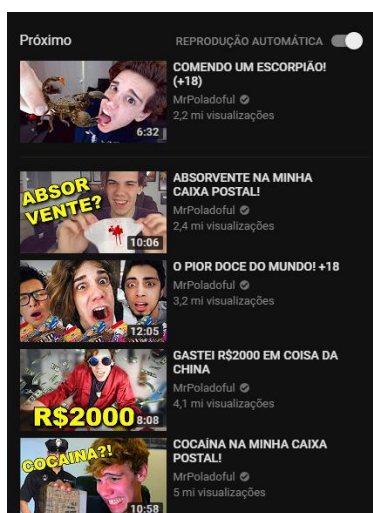 Próximo
REPRODUÇÃO AUTOMÁTICA
COMENDO UM ESCORPIÃO!
(+18)
MrPoladoful
2,2 mi visualizações
6:32
ABSOR
VENTE?
10:06
ABSORVENTE NA MINHA
CAIXA POSTAL!
MrPoladoful
2,4 mi visualizações
12:05
O PIOR DOCE DO MUNDO! +18
MrPoladoful
3,2 mi visualizações
R$2000
8:08
GASTEI R$2000 EM COISA DA
CHINA
MrPoladoful
4,1 mi visualizações
COCAINA?!
10:58
COCAÍNA NA MINHA CAIXA
POSTAL!
MrPoladoful
5 mi visualizações